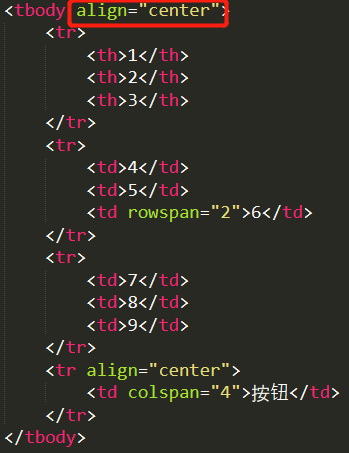 <tbody align="center">
<tr>
<th>1</th>
<th>2</th>
<th>3</th>
</tr>
<tr>
<td>4</td>
<td>5</td>
<td rowspan="2">6</td>
</tr>
<tr>
<td>7</td>
<td>8</td>
<td>9</td>
</tr>
<tr align="center">
<td colspan="4">按钮</td>
</tr>
</tbody>